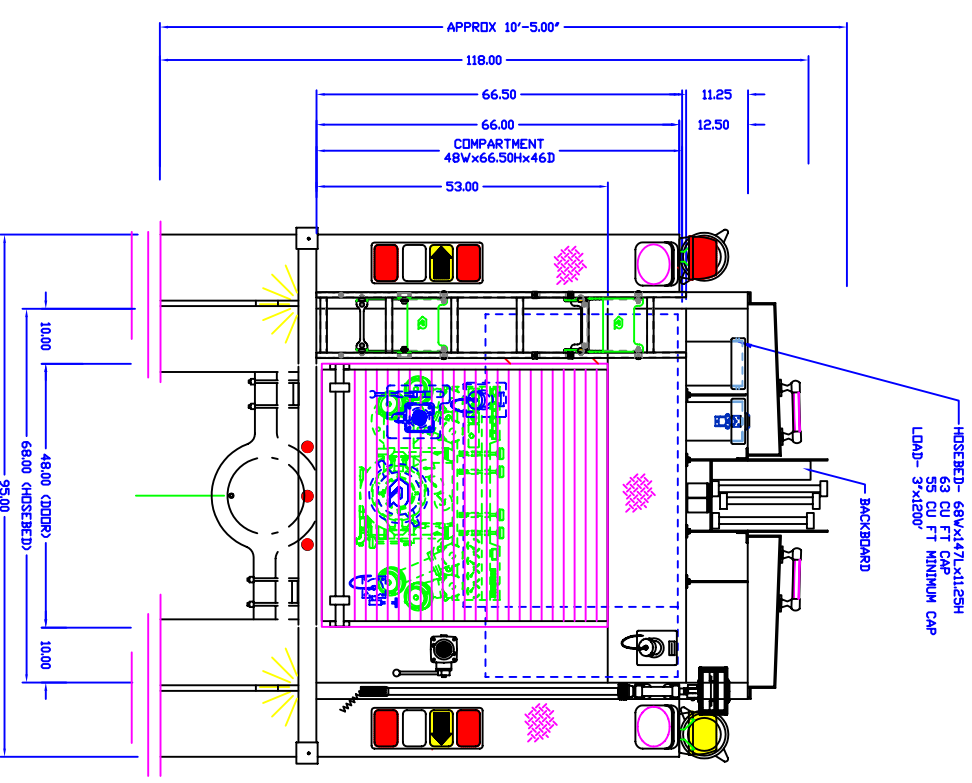 APPROX 10'-5.00"
118.00
66.50
11.25
66.00
12.50
COMPARTMENT
48Wx66.50Hx46D
53.00
HOSEBED- 68Wx147Lx11.25H
63 CU FT CAP
55 CU FT MINIMUM CAP
LOAD- 3"x1200'
BACKBOARD
10.00
48.00 (DOOR)
10.00
68.00 (HOSEBED)
95.00